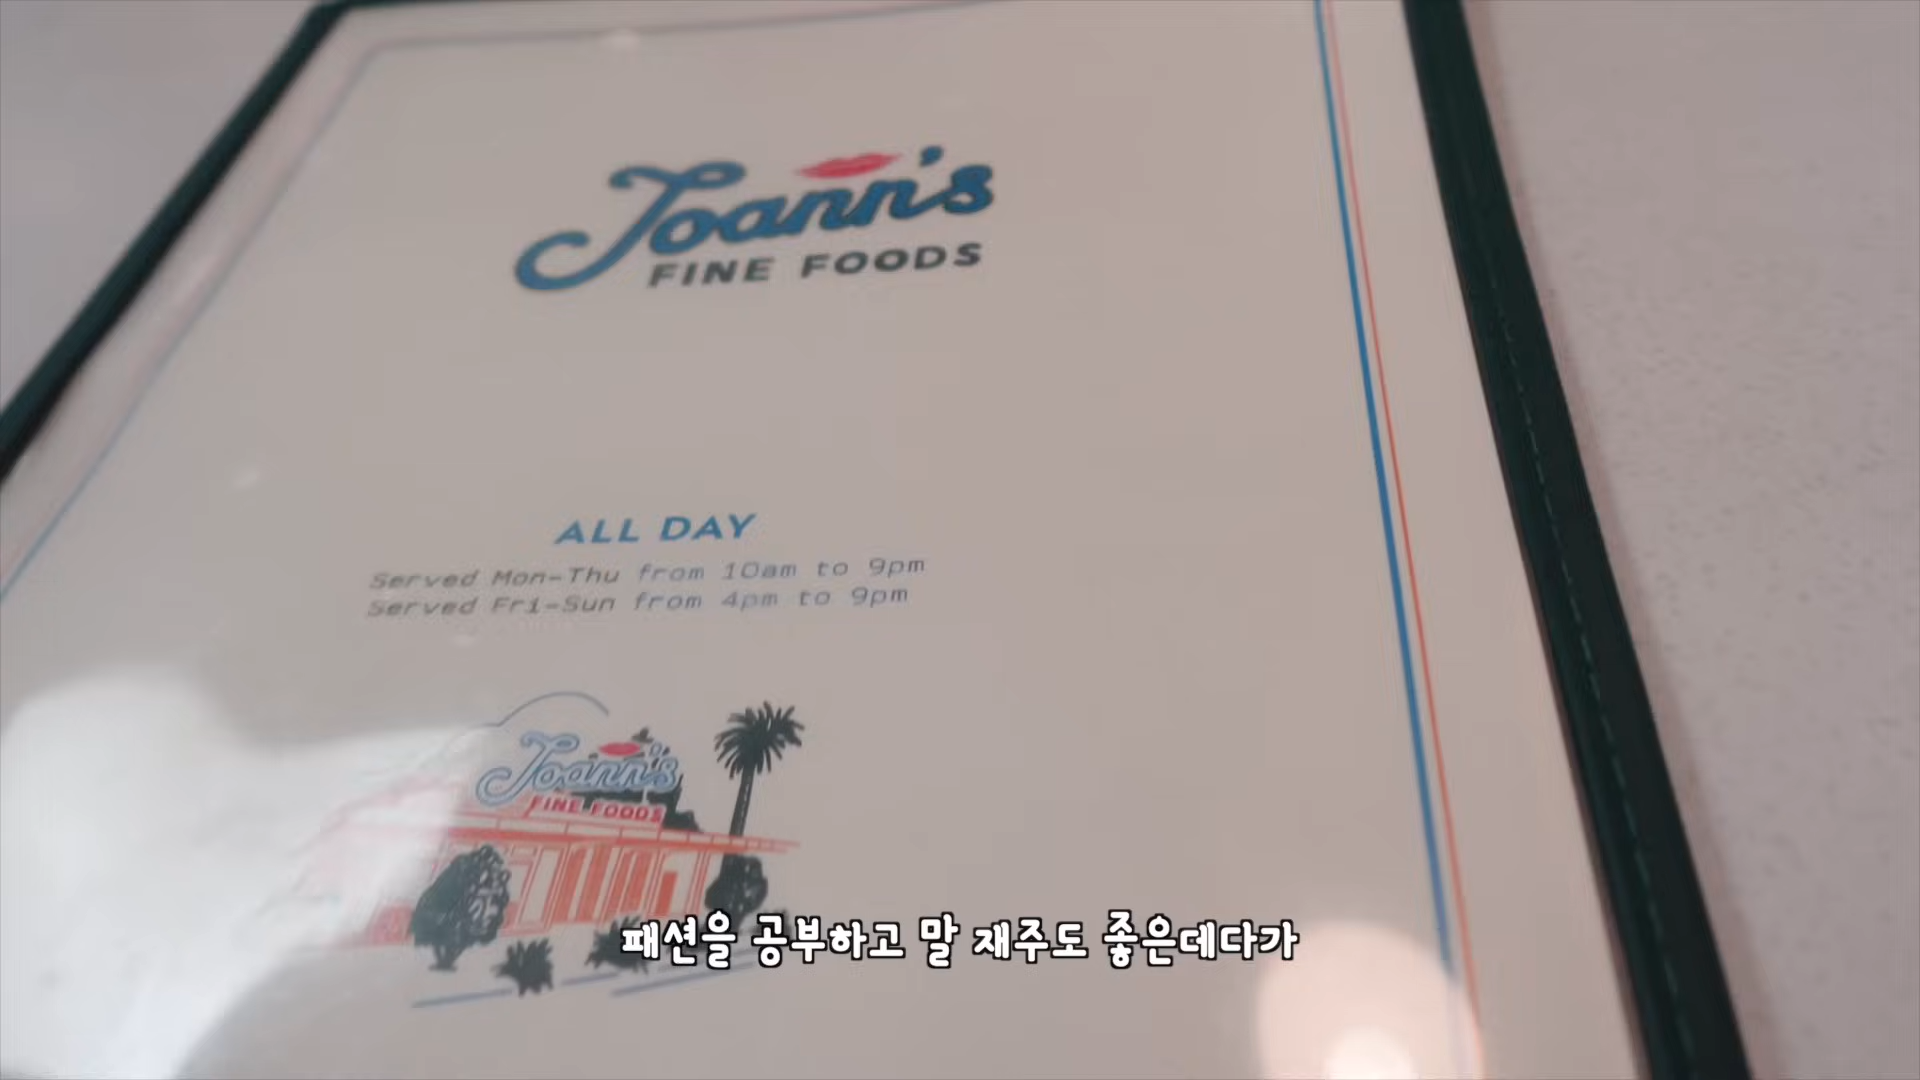 Joann's
FINE FOODS
ALL DAY
Served Mon-Thu from 10am to 9pm
Served Fri-Sun from 4pm to 9pm
Joann's
FINE FOODS
패션을 공부하고 말 재주도 좋은데다가